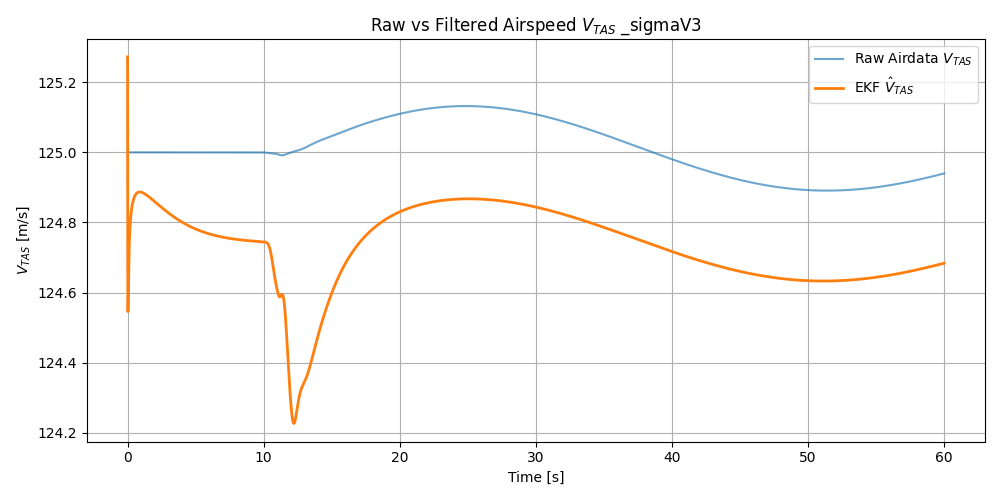 Raw vs Filtered Airspeed V_TAS _sigmaV3
Raw Airdata V_TAS
EKF V̂_TAS
125.2
125.0
124.8
124.6
124.4
124.2
V_TAS [m/s]
0 10 20 30 40 50 60
Time [s]